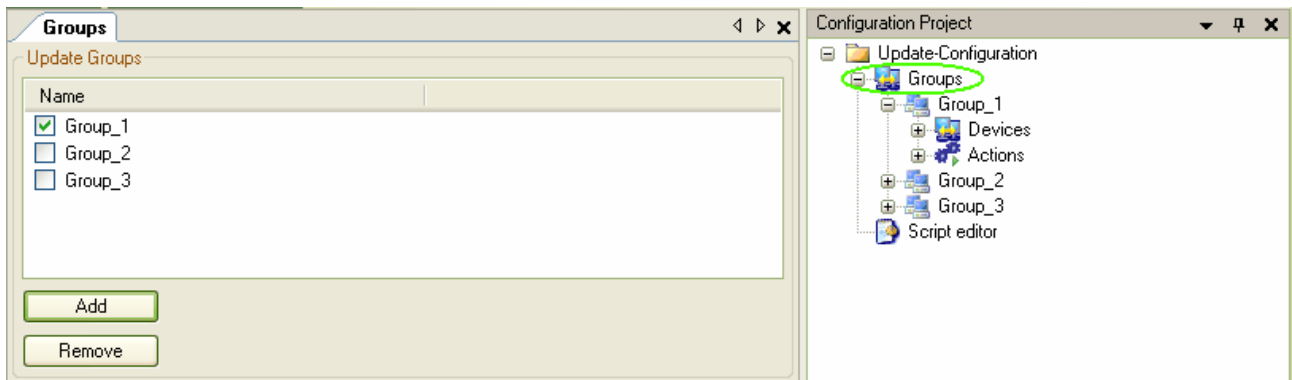 Groups
Update Groups
Name
Group_1
Group_2
Group_3
Add
Remove
Configuration Project
Update-Configuration
Groups
Group_1
Devices
Actions
Group_2
Group_3
Script editor